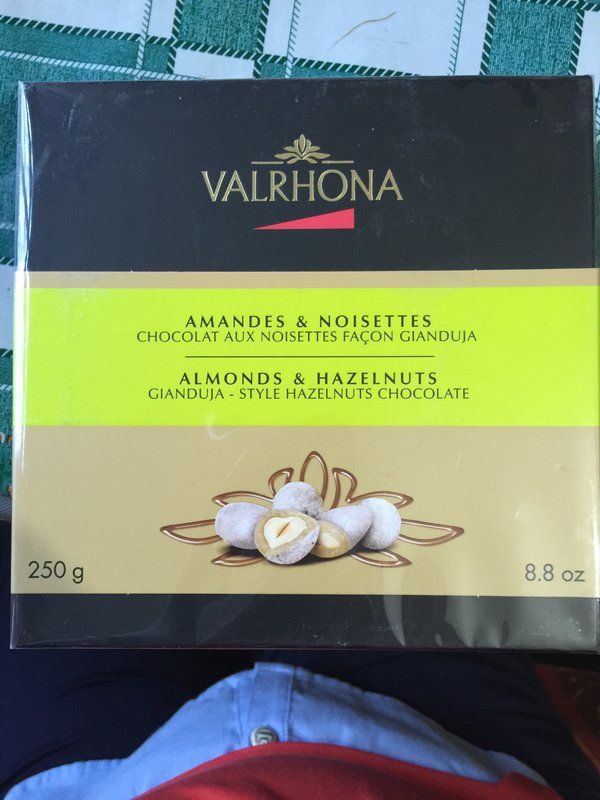 VALRHONA
AMANDES & NOISETTES
CHOCOLAT AUX NOISETTES FAÇON GIANDUJA
ALMONDS & HAZELNUTS
GIANDUJA - STYLE HAZELNUTS CHOCOLATE
250 g
8.8 oz